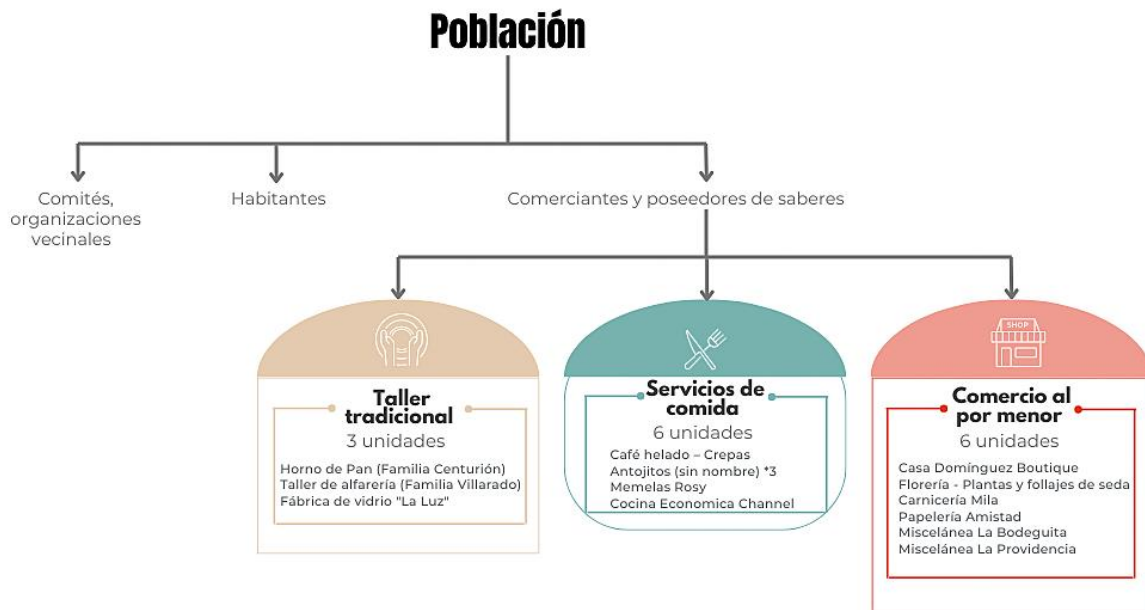 Población
Comités,
organizaciones
vecinales
Habitantes
Comerciantes y poseedores de saberes
Taller
tradicional
3 unidades
Horno de Pan (Familia Centurión)
Taller de alfarería (Familia Villarado)
Fábrica de vidrio "La Luz"
Servicios de
comida
6 unidades
Café helado – Crepas
Antojitos (sin nombre) *3
Memelas Rosy
Cocina Economica Channel
SHOP
Comercio al
por menor
6 unidades
Casa Domínguez Boutique
Florería - Plantas y follajes de seda
Carnicería Mila
Papelería Amistad
Miscelánea La Bodeguita
Miscelánea La Providencia